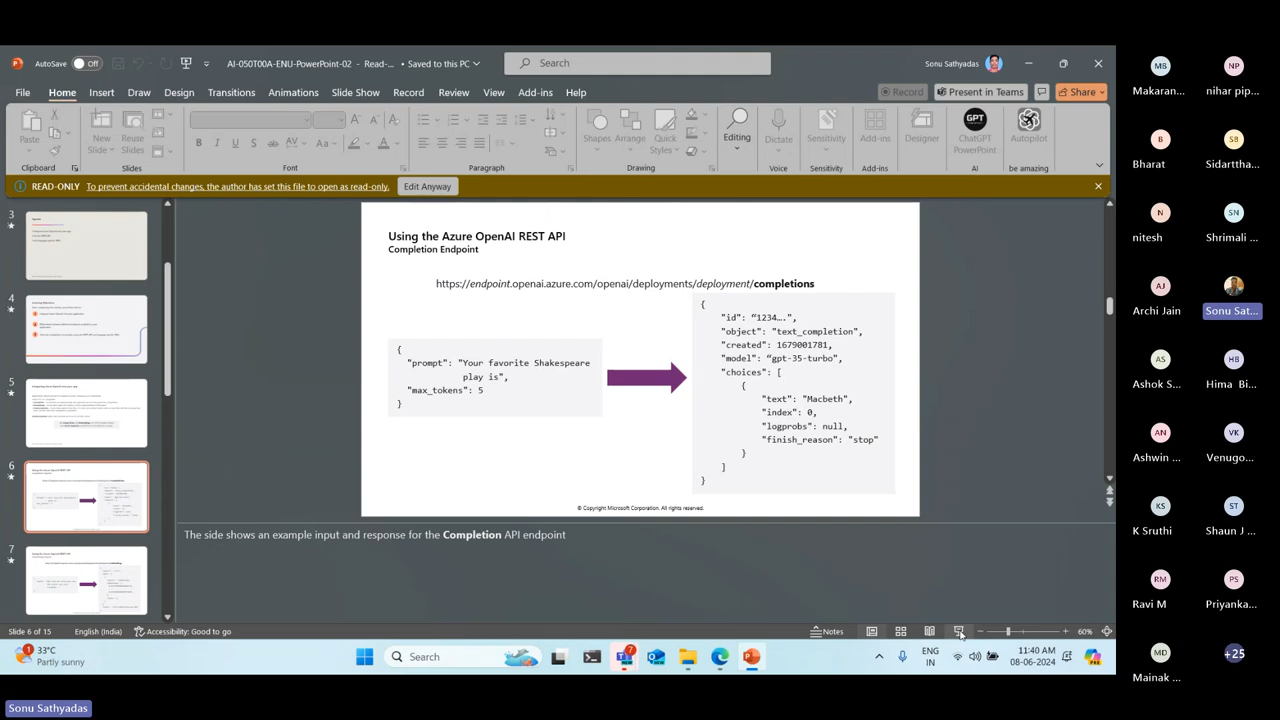 AutoSave Off AI-050T00A-ENU-PowerPoint-02 - Read-... • Saved to this PC Search Sonu Sathyadas
File Home Insert Draw Design Transitions Animations Slide Show Record Review View Add-ins Help Record Present in Teams Share
Paste New Slide Reuse Slides Shapes Arrange Quick Styles Editing Dictate Sensitivity Add-ins Designer ChatGPT PowerPoint Autopilot
Clipboard Slides Font Paragraph Drawing Voice Sensitivity Add-ins AI be amazing
READ-ONLY To prevent accidental changes, the author has set this file to open as read-only. Edit Anyway
3
4
5
6
7
Using the Azure OpenAI REST API
Completion Endpoint
https://endpoint.openai.azure.com/openai/deployments/deployment/completions
{
"prompt": "Your favorite Shakespeare
play is",
"max_tokens": 5
}
{
"id": “1234….”,
"object": "text_completion",
"created": 1679001781,
"model": “gpt-35-turbo",
"choices": [
{
"text": "Macbeth",
"index": 0,
"logprobs": null,
"finish_reason": "stop"
}
]
}
© Copyright Microsoft Corporation. All rights reserved.
The side shows an example input and response for the Completion API endpoint
Slide 6 of 15 English (India) Accessibility: Good to go Notes 60%
1 33°C
Partly sunny
Search
7
ENG
IN
11:40 AM
08-06-2024
Sonu Sathyadas
MB NP
Makaran... nihar pip...
B SB
Bharat Sidarttha...
N SN
nitesh Shrimali ...
AJ
Archi Jain Sonu Sat...
AS HB
Ashok S... Hima Bi...
AN VK
Ashwin ... Venugo...
KS ST
K Sruthi Shaun J ...
RM PS
Ravi M Priyanka...
MD +25
Mainak ...